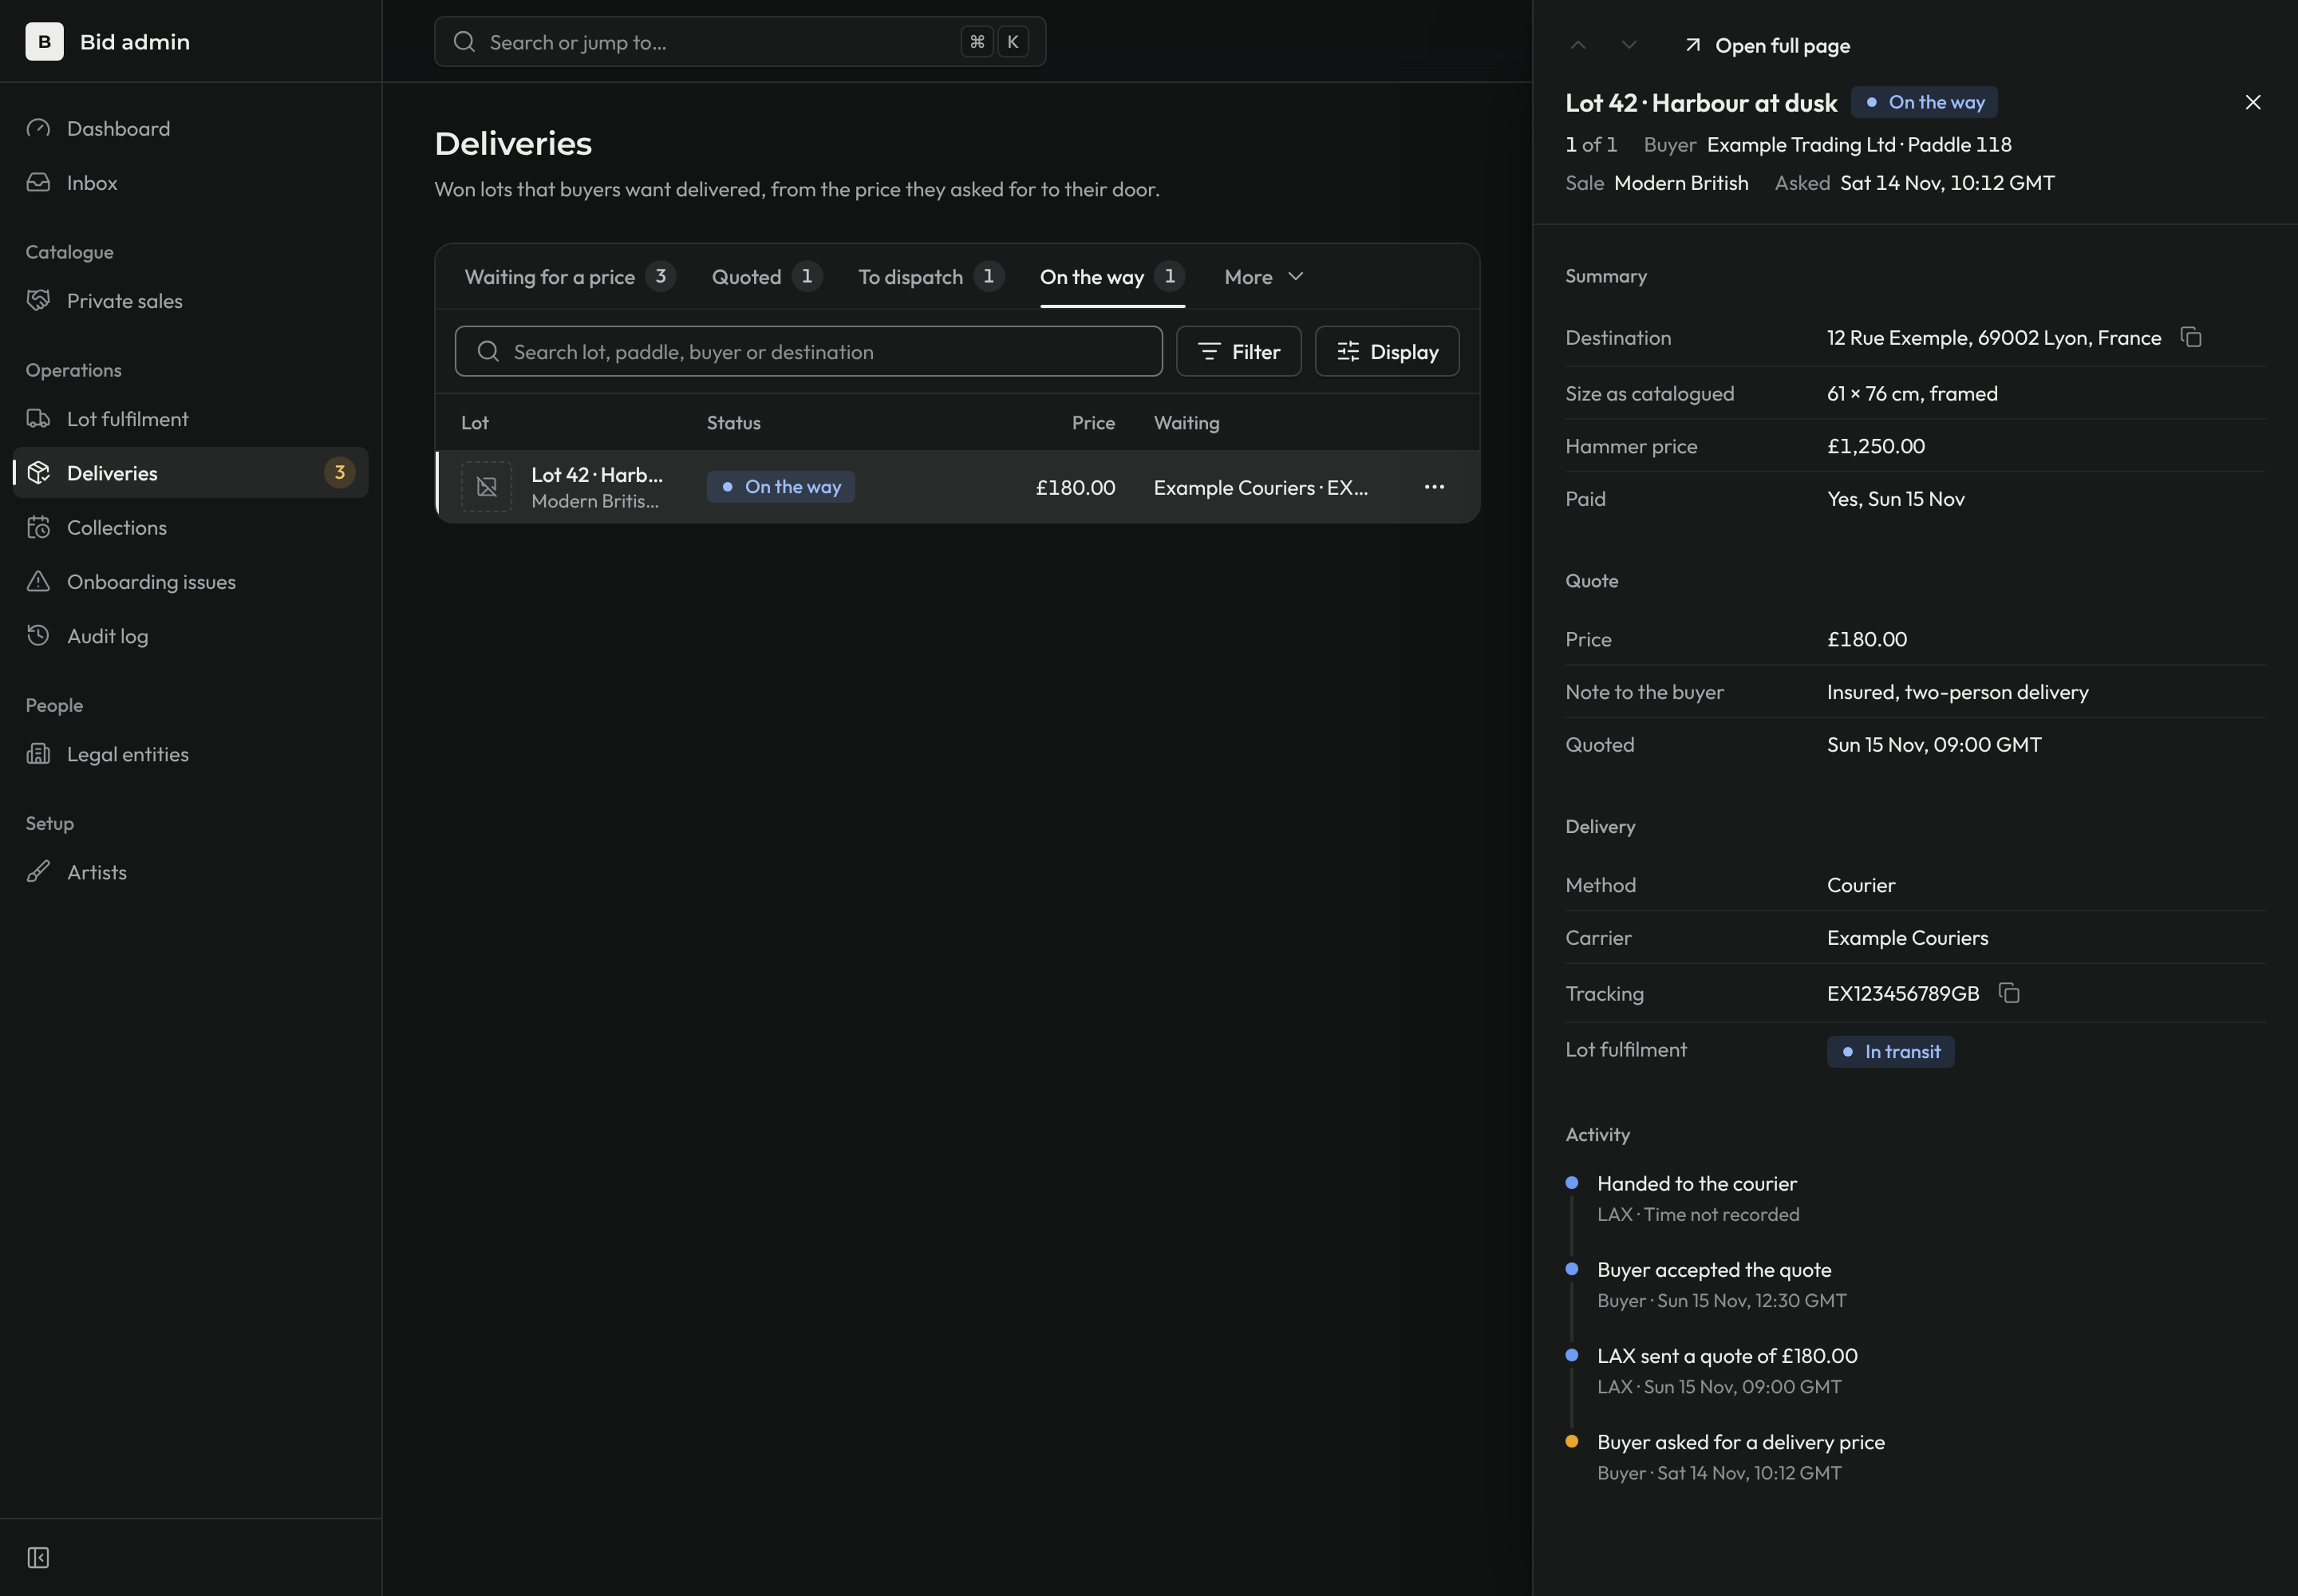 B Bid admin
Search or jump to... ⌘ K
Dashboard
Inbox
Catalogue
Private sales
Operations
Lot fulfilment
Deliveries 3
Collections
Onboarding issues
Audit log
People
Legal entities
Setup
Artists
Deliveries
Won lots that buyers want delivered, from the price they asked for to their door.
Waiting for a price 3 Quoted 1 To dispatch 1 On the way 1 More
Search lot, paddle, buyer or destination Filter Display
Lot Status Price Waiting
Lot 42 · Harb... On the way £180.00 Example Couriers · EX...
Modern Britis...
Open full page
Lot 42 · Harbour at dusk On the way
1 of 1 Buyer Example Trading Ltd · Paddle 118
Sale Modern British Asked Sat 14 Nov, 10:12 GMT
Summary
Destination 12 Rue Exemple, 69002 Lyon, France
Size as catalogued 61 × 76 cm, framed
Hammer price £1,250.00
Paid Yes, Sun 15 Nov
Quote
Price £180.00
Note to the buyer Insured, two-person delivery
Quoted Sun 15 Nov, 09:00 GMT
Delivery
Method Courier
Carrier Example Couriers
Tracking EX123456789GB
Lot fulfilment In transit
Activity
Handed to the courier
LAX · Time not recorded
Buyer accepted the quote
Buyer · Sun 15 Nov, 12:30 GMT
LAX sent a quote of £180.00
LAX · Sun 15 Nov, 09:00 GMT
Buyer asked for a delivery price
Buyer · Sat 14 Nov, 10:12 GMT